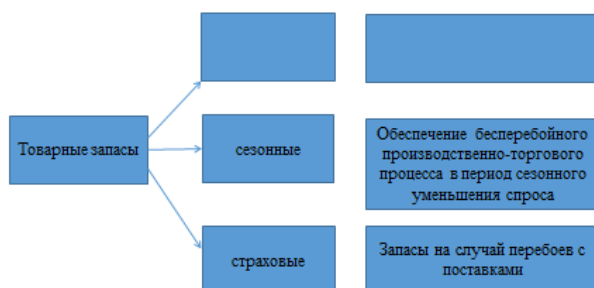 Товарные запасы
сезонные
Обеспечение бесперебойного
производственно-торгового
процесса в период сезонного
уменьшения спроса
страховые
Запасы на случай перебоев с
поставками